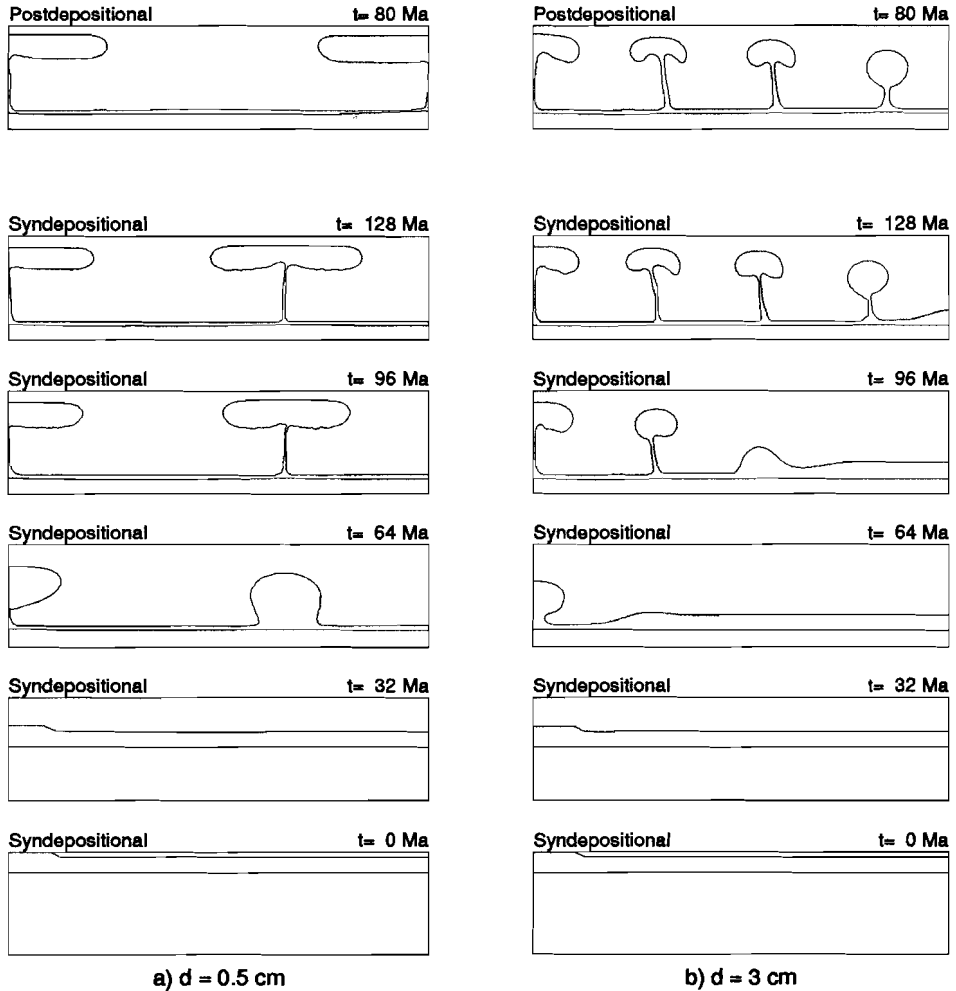 Postdepositional t= 80 Ma
Syndepositional t= 128 Ma
Syndepositional t= 96 Ma
Syndepositional t= 64 Ma
Syndepositional t= 32 Ma
Syndepositional t= 0 Ma
a) d = 0.5 cm
Postdepositional t= 80 Ma
Syndepositional t= 128 Ma
Syndepositional t= 96 Ma
Syndepositional t= 64 Ma
Syndepositional t= 32 Ma
Syndepositional t= 0 Ma
b) d = 3 cm